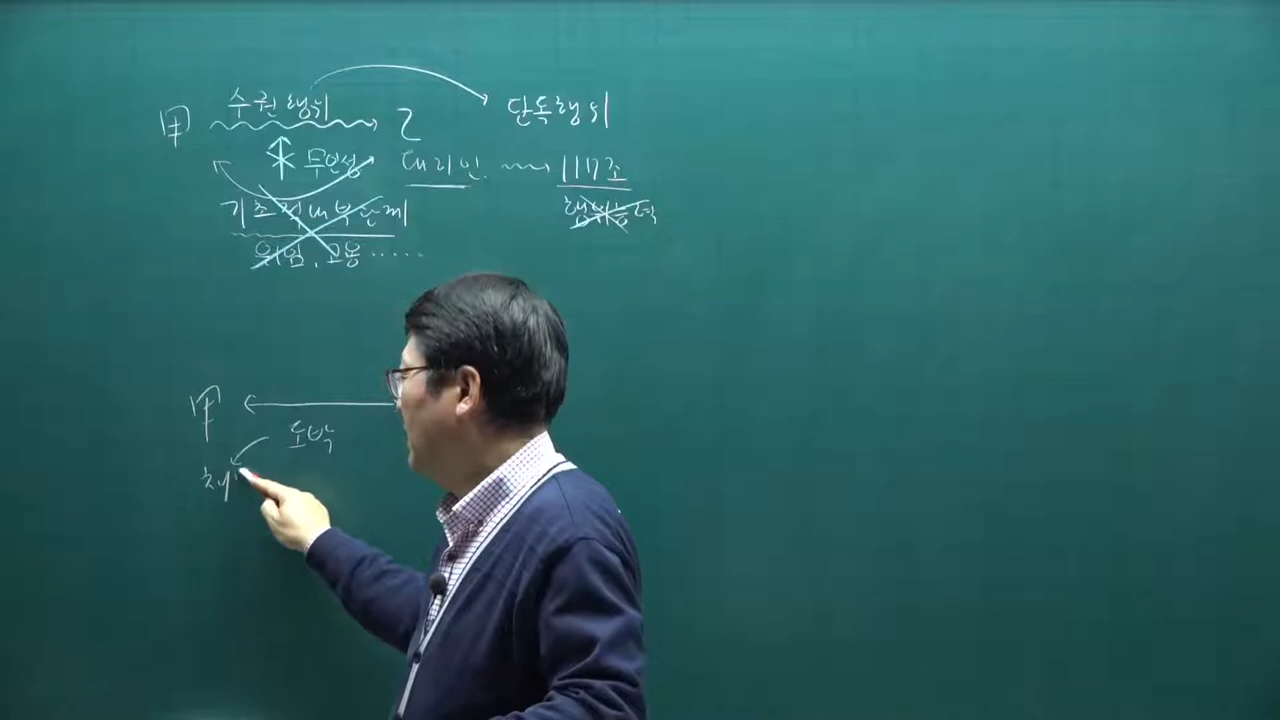 수권행위 → 단독행위
甲 → 乙
무인성 대리인 → 117조
기초적 내부관계 행위능력
위임, 고용 ······
甲 ←
도박
채